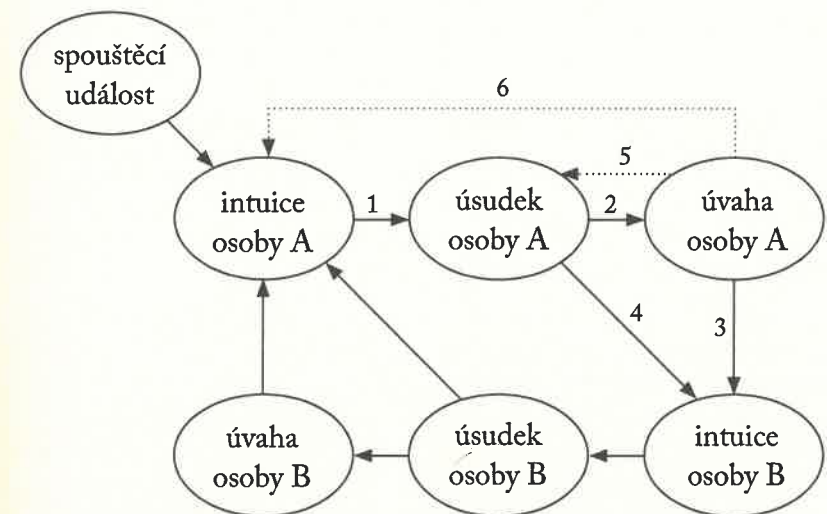 spouštěcí
událost
6
5
intuice
osoby A
1
úsudek
osoby A
2
úvaha
osoby A
4
3
úvaha
osoby B
úsudek
osoby B
intuice
osoby B